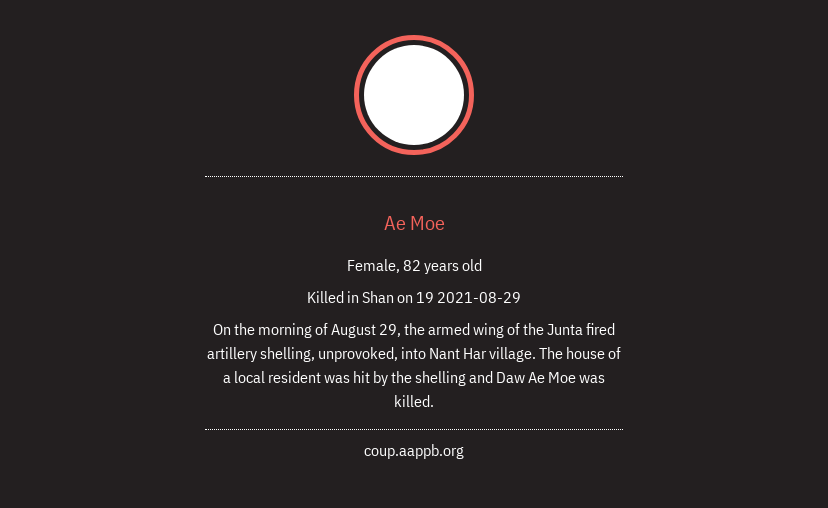 Ae Moe
Female, 82 years old
Killed in Shan on 19 2021-08-29
On the morning of August 29, the armed wing of the Junta fired
artillery shelling, unprovoked, into Nant Har village. The house of
a local resident was hit by the shelling and Daw Ae Moe was
killed.
coup.aappb.org